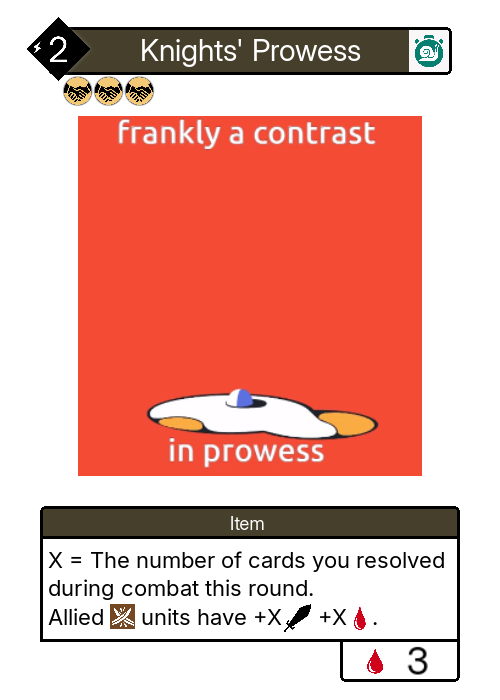 2
Knights' Prowess
frankly a contrast
in prowess
Item
X = The number of cards you resolved
during combat this round.
Allied units have +X +X .
3